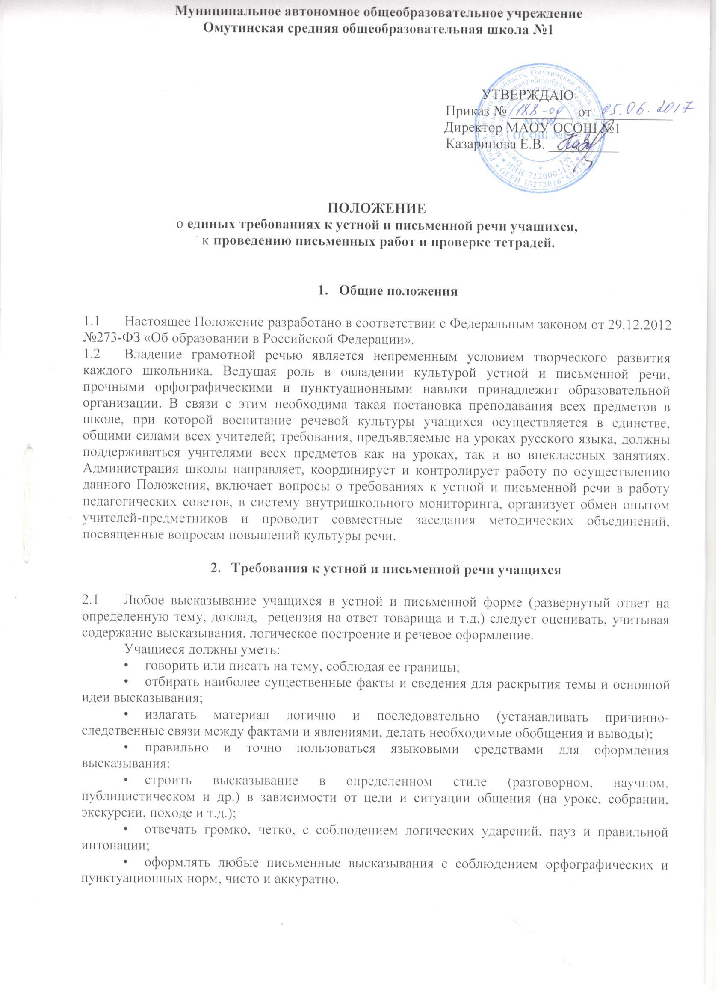 Муниципальное автономное общеобразовательное учреждение
Омутинская средняя общеобразовательная школа №1
УТВЕРЖДАЮ
Приказ № 188-од от 05.06.2017
Директор МАОУ ОСОШ №1
Казаринова Е.В.
МАОУ
ОСОШ №1
ИНН 7220003137
ОГРН 1027201675553
ПОЛОЖЕНИЕ
о единых требованиях к устной и письменной речи учащихся,
к проведению письменных работ и проверке тетрадей.
1. Общие положения
1.1 Настоящее Положение разработано в соответствии с Федеральным законом от 29.12.2012
№273-ФЗ «Об образовании в Российской Федерации».
1.2 Владение грамотной речью является непременным условием творческого развития
каждого школьника. Ведущая роль в овладении культурой устной и письменной речи,
прочными орфографическими и пунктуационными навыки принадлежит образовательной
организации. В связи с этим необходима такая постановка преподавания всех предметов в
школе, при которой воспитание речевой культуры учащихся осуществляется в единстве,
общими силами всех учителей; требования, предъявляемые на уроках русского языка, должны
поддерживаться учителями всех предметов как на уроках, так и во внеклассных занятиях.
Администрация школы направляет, координирует и контролирует работу по осуществлению
данного Положения, включает вопросы о требованиях к устной и письменной речи в работу
педагогических советов, в систему внутришкольного мониторинга, организует обмен опытом
учителей-предметников и проводит совместные заседания методических объединений,
посвященные вопросам повышений культуры речи.
2. Требования к устной и письменной речи учащихся
2.1 Любое высказывание учащихся в устной и письменной форме (развернутый ответ на
определенную тему, доклад, рецензия на ответ товарища и т.д.) следует оценивать, учитывая
содержание высказывания, логическое построение и речевое оформление.
Учащиеся должны уметь:
• говорить или писать на тему, соблюдая ее границы;
• отбирать наиболее существенные факты и сведения для раскрытия темы и основной
идеи высказывания;
• излагать материал логично и последовательно (устанавливать причинно-
следственные связи между фактами и явлениями, делать необходимые обобщения и выводы);
• правильно и точно пользоваться языковыми средствами для оформления
высказывания;
• строить высказывание в определенном стиле (разговорном, научном,
публицистическом и др.) в зависимости от цели и ситуации общения (на уроке, собрании,
экскурсии, походе и т.д.);
• отвечать громко, четко, с соблюдением логических ударений, пауз и правильной
интонации;
• оформлять любые письменные высказывания с соблюдением орфографических и
пунктуационных норм, чисто и аккуратно.